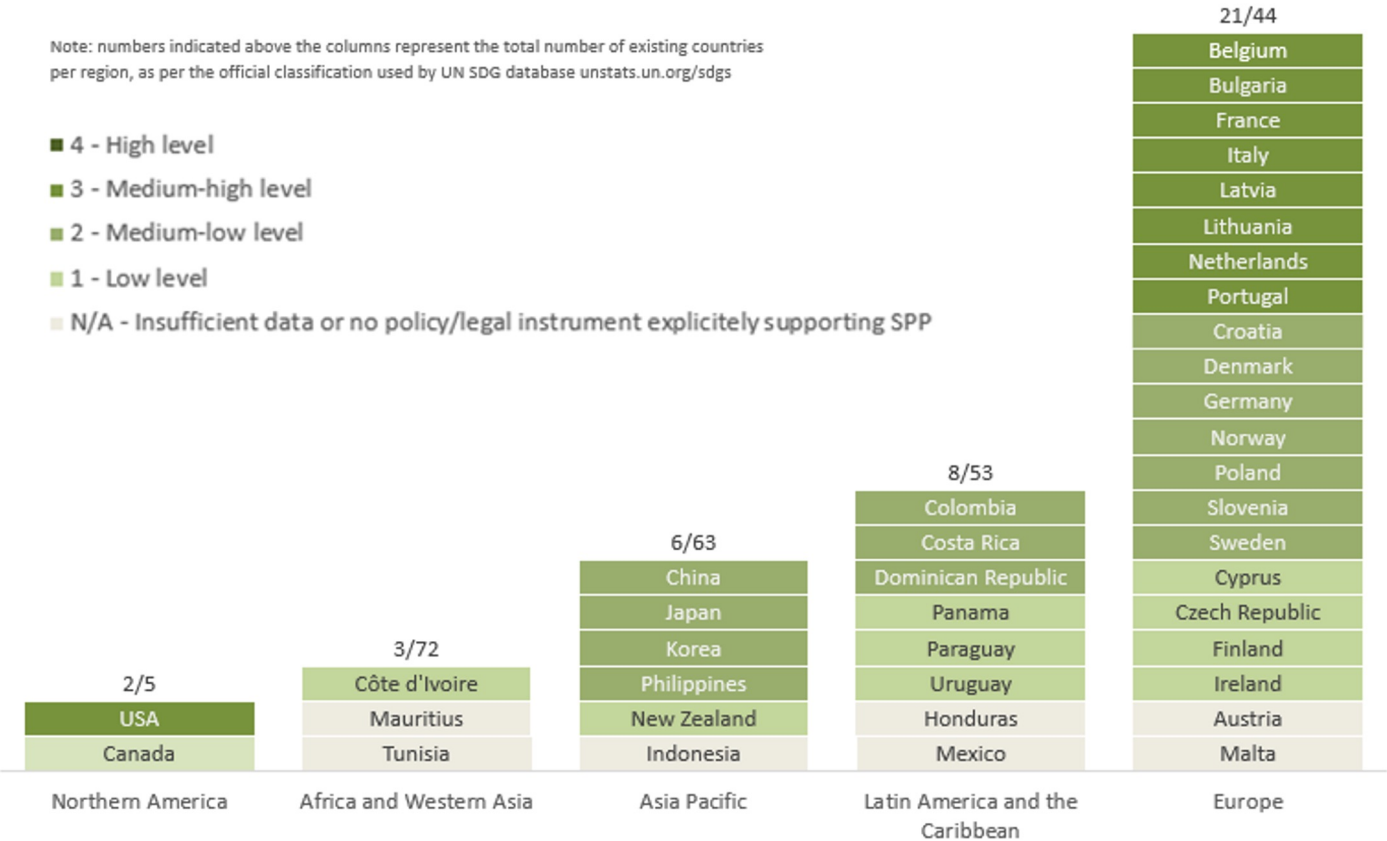 Note: numbers indicated above the columns represent the total number of existing countries
per region, as per the official classification used by UN SDG database unstats.un.org/sdgs
4 - High level
3 - Medium-high level
2 - Medium-low level
1 - Low level
N/A - Insufficient data or no policy/legal instrument explicitely supporting SPP
2/5
USA
Canada
Northern America
3/72
Côte d'Ivoire
Mauritius
Tunisia
Africa and Western Asia
6/63
China
Japan
Korea
Philippines
New Zealand
Indonesia
Asia Pacific
8/53
Colombia
Costa Rica
Dominican Republic
Panama
Paraguay
Uruguay
Honduras
Mexico
Latin America and the
Caribbean
21/44
Belgium
Bulgaria
France
Italy
Latvia
Lithuania
Netherlands
Portugal
Croatia
Denmark
Germany
Norway
Poland
Slovenia
Sweden
Cyprus
Czech Republic
Finland
Ireland
Austria
Malta
Europe